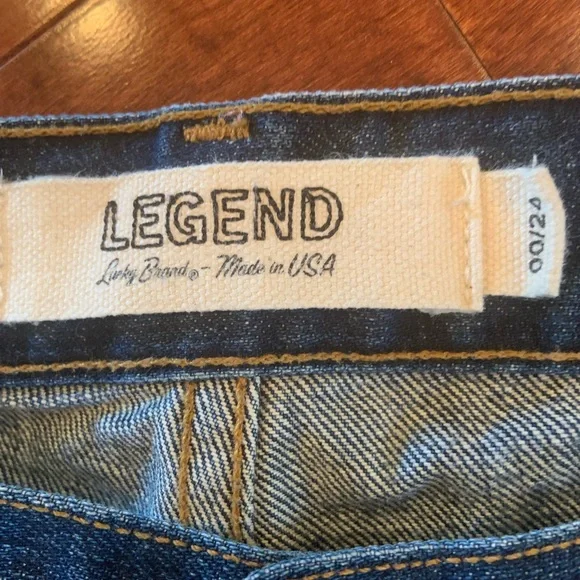 LEGEND
Lucky Brand® - Made in USA
00/24